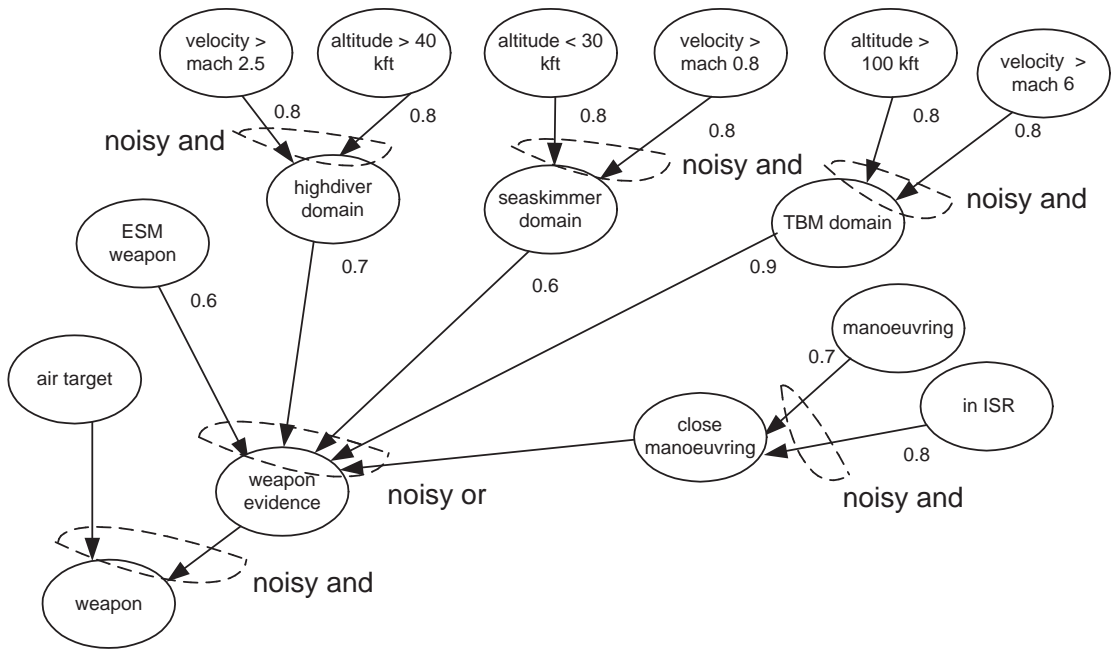 velocity >
mach 2.5
altitude > 40
kft
altitude < 30
kft
velocity >
mach 0.8
altitude >
100 kft
velocity >
mach 6
0.8
0.8
0.8
0.8
0.8
0.8
noisy and
noisy and
noisy and
highdiver
domain
seaskimmer
domain
TBM domain
ESM
weapon
0.7
0.6
0.9
0.6
manoeuvring
air target
0.7
in ISR
close
manoeuvring
0.8
weapon
evidence
noisy or
noisy and
noisy and
weapon